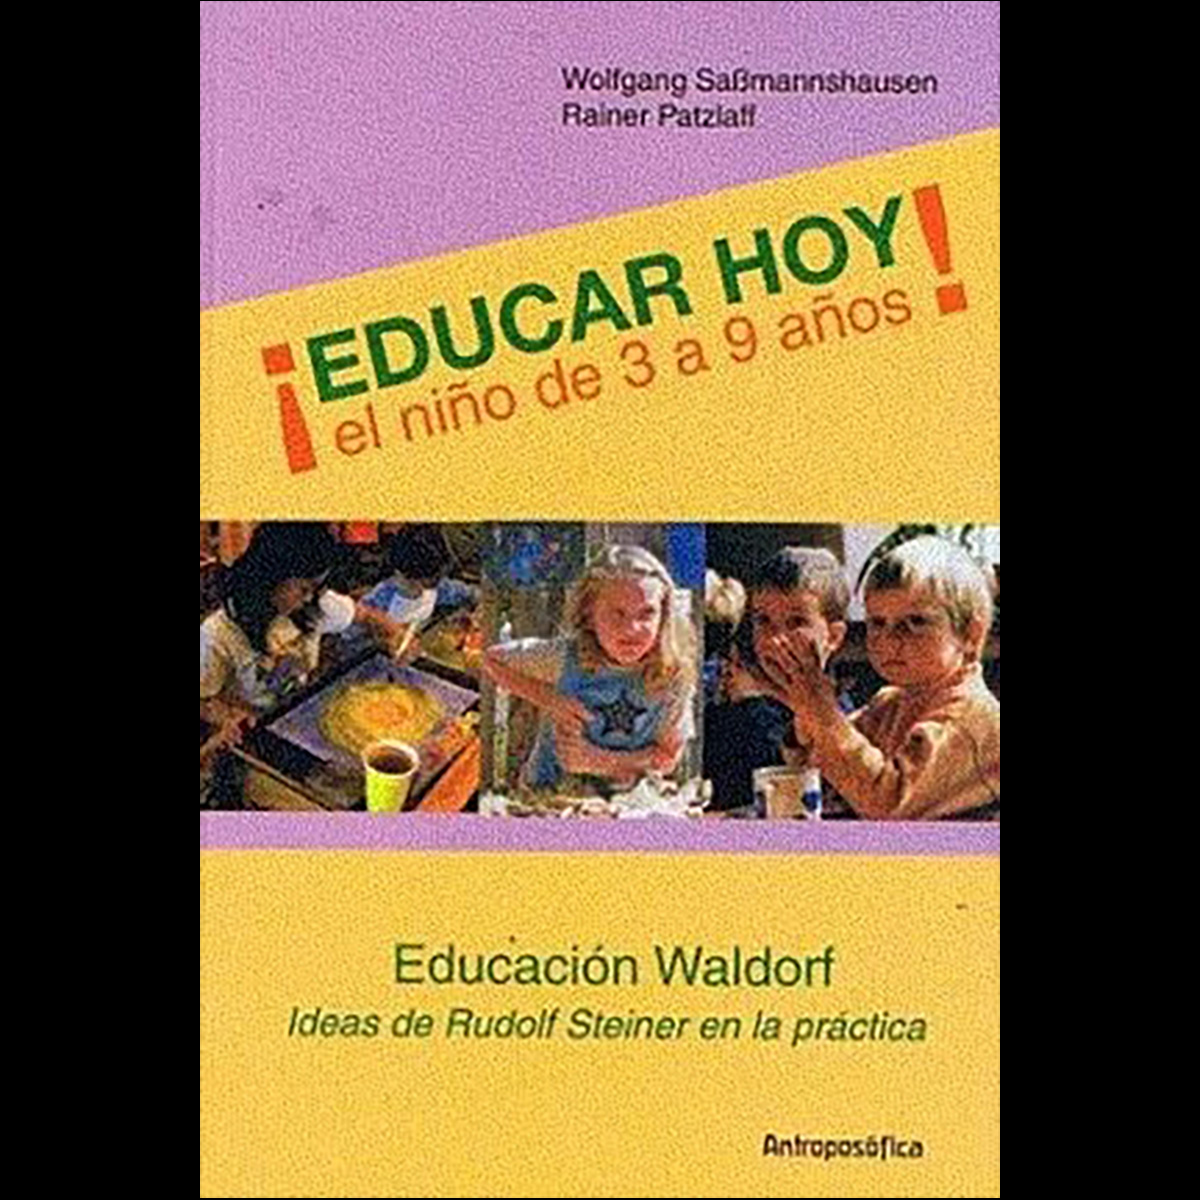 Wolfgang Saßmannshausen
Rainer Patzlaff
¡EDUCAR HOY!
el niño de 3 a 9 años
Educación Waldorf
Ideas de Rudolf Steiner en la práctica
Antroposófica